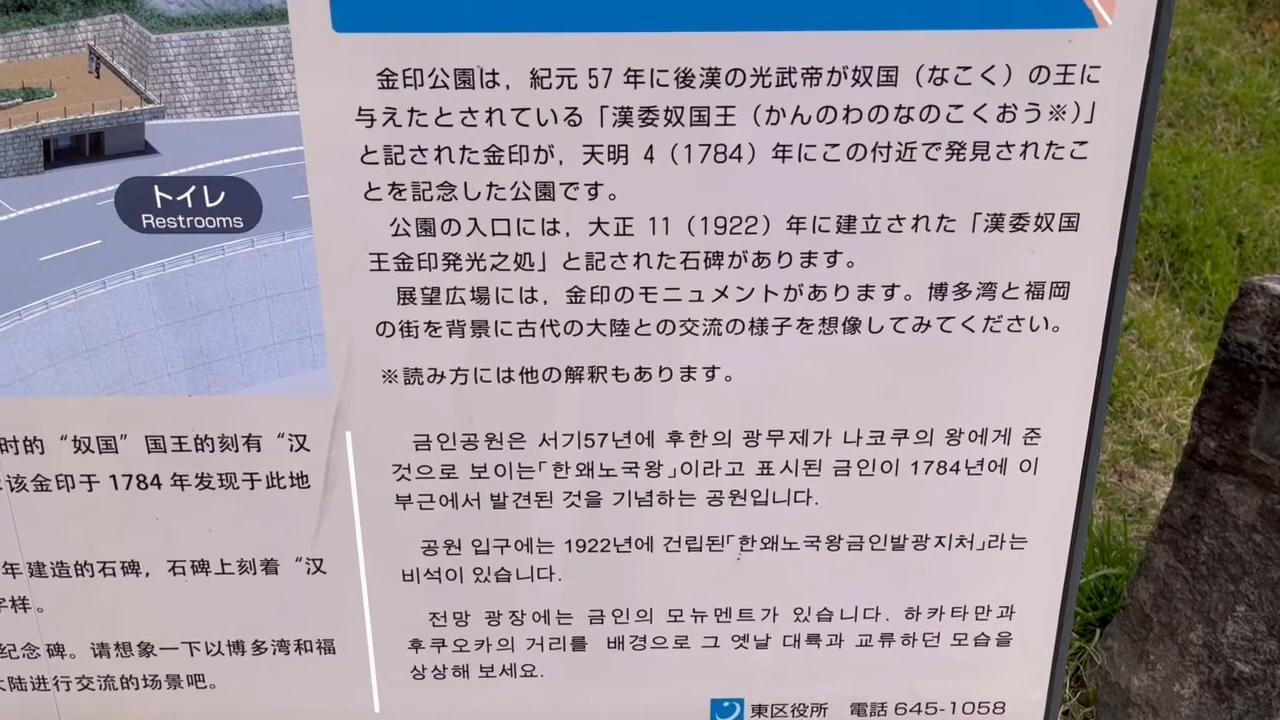 金印公園は，紀元 57 年に後漢の光武帝が奴国（なこく）の王に
与えたとされている「漢委奴国王（かんのわのなのこくおう※）」
と記された金印が，天明 4（1784）年にこの付近で発見されたこ
とを記念した公園です。
公園の入口には，大正 11（1922）年に建立された「漢委奴国
王金印発光之処」と記された石碑があります。
展望広場には，金印のモニュメントがあります。博多湾と福岡
の街を背景に古代の大陸との交流の様子を想像してみてください。
※読み方には他の解釈もあります。
トイレ
Restrooms
时的“奴国”国王的刻有“汉
该金印于 1784 年发现于此地
年建造的石碑，石碑上刻着“汉
字样。
纪念碑。请想象一下以博多湾和福
大陆进行交流的场景吧。
금인공원은 서기57년에 후한의 광무제가 나코쿠의 왕에게 준
것으로 보이는「한왜노국왕」이라고 표시된 금인이 1784년에 이
부근에서 발견된 것을 기념하는 공원입니다.
공원 입구에는 1922년에 건립된「한왜노국왕금인발광지처」라는
비석이 있습니다.
전망 광장에는 금인의 모뉴멘트가 있습니다. 하카타만과
후쿠오카의 거리를 배경으로 그 옛날 대륙과 교류하던 모습을
상상해 보세요.
東区役所 電話 645-1058